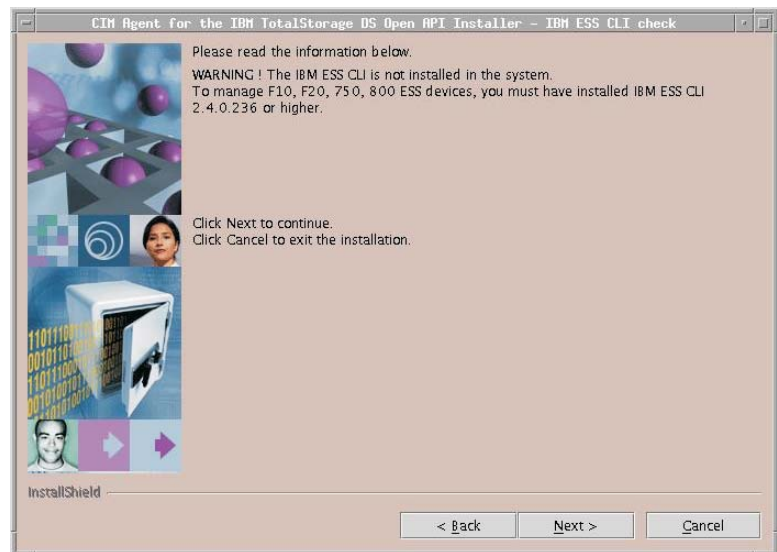 CIM Agent for the IBM TotalStorage DS Open API Installer - IBM ESS CLI check
Please read the information below.
WARNING ! The IBM ESS CLI is not installed in the system.
To manage F10, F20, 750, 800 ESS devices, you must have installed IBM ESS CLI
2.4.0.236 or higher.
Click Next to continue.
Click Cancel to exit the installation.
InstallShield
< Back
Next >
Cancel